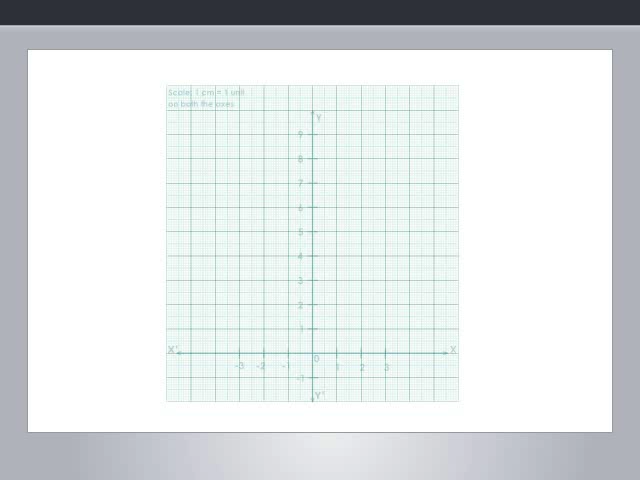 Scale: 1 cm = 1 unit
on both the axes
Y
9
8
7
6
5
4
3
2
1
X' X
-3 -2 -1 0 1 2 3
-1
Y'